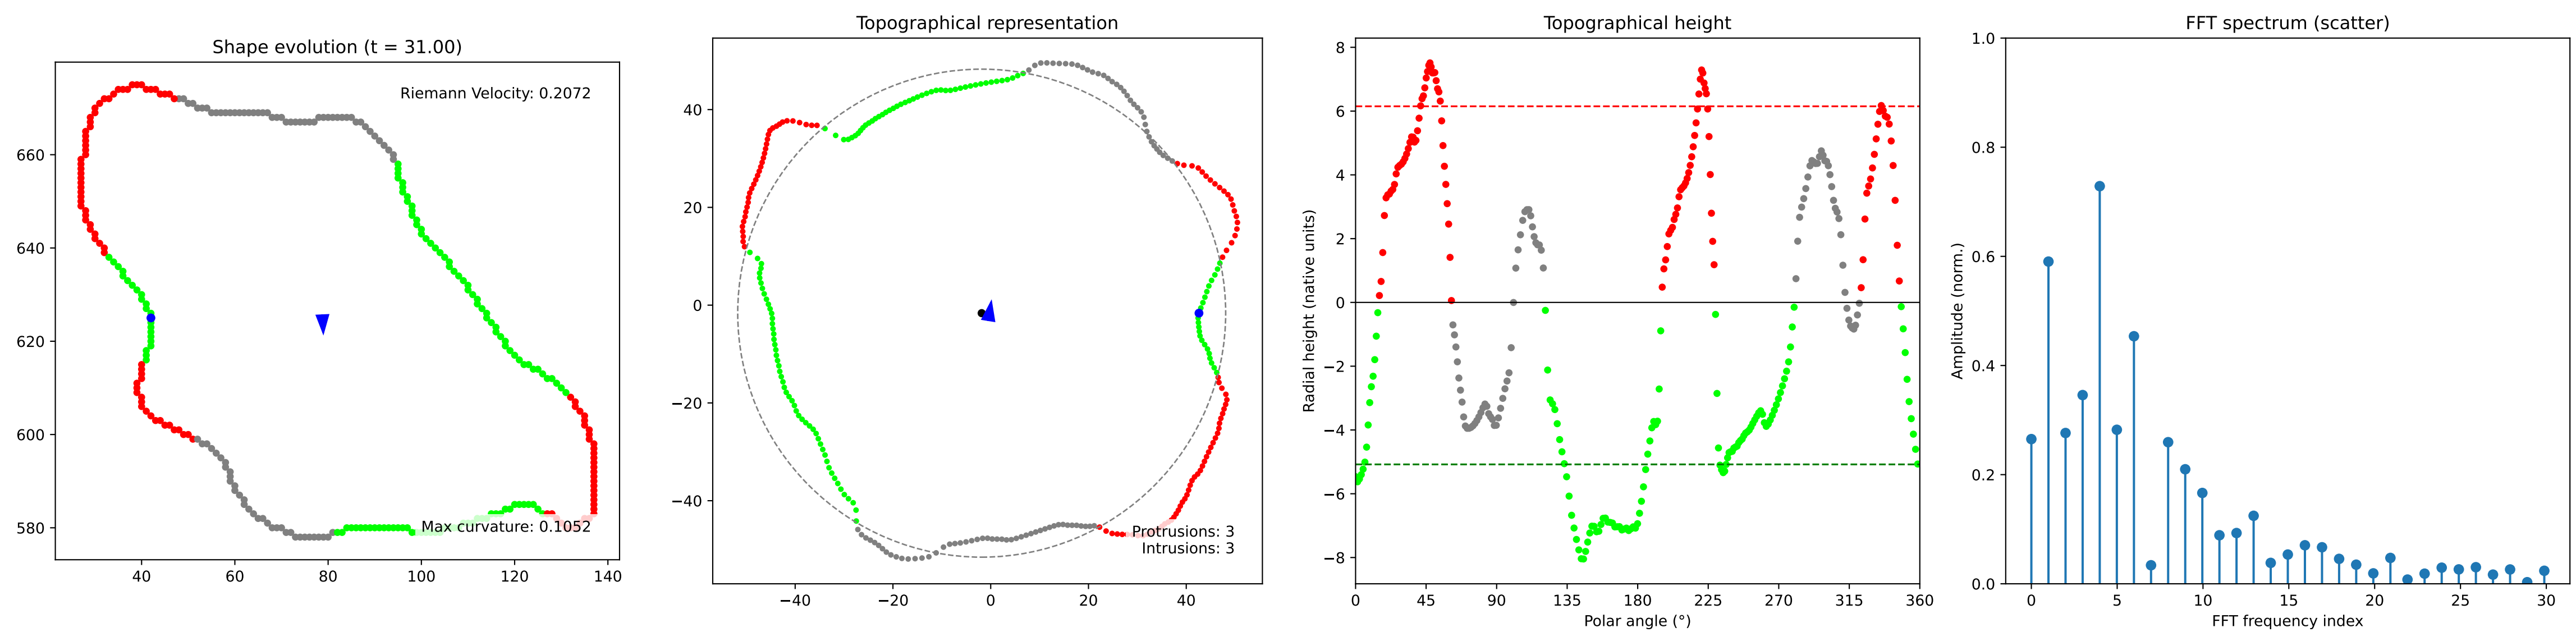 Shape evolution (t = 31.00)
Riemann Velocity: 0.2072
Max curvature: 0.1052
660
640
620
600
580
40 60 80 100 120 140
Topographical representation
40
20
0
−20
−40
−40 −20 0 20 40
Protrusions: 3
Intrusions: 3
Topographical height
Radial height (native units)
8
6
4
2
0
−2
−4
−6
−8
0 45 90 135 180 225 270 315 360
Polar angle (°)
FFT spectrum (scatter)
Amplitude (norm.)
1.0
0.8
0.6
0.4
0.2
0.0
0 5 10 15 20 25 30
FFT frequency index